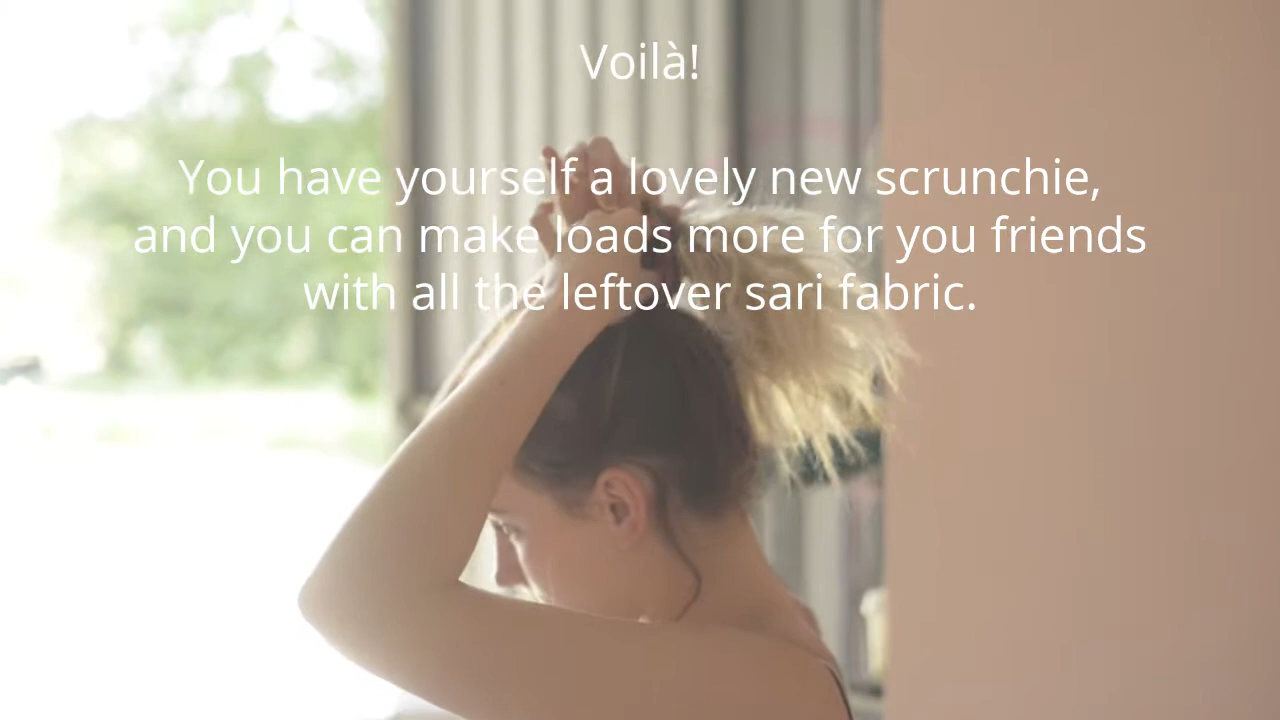 Voilà!
You have yourself a lovely new scrunchie,
and you can make loads more for you friends
with all the leftover sari fabric.